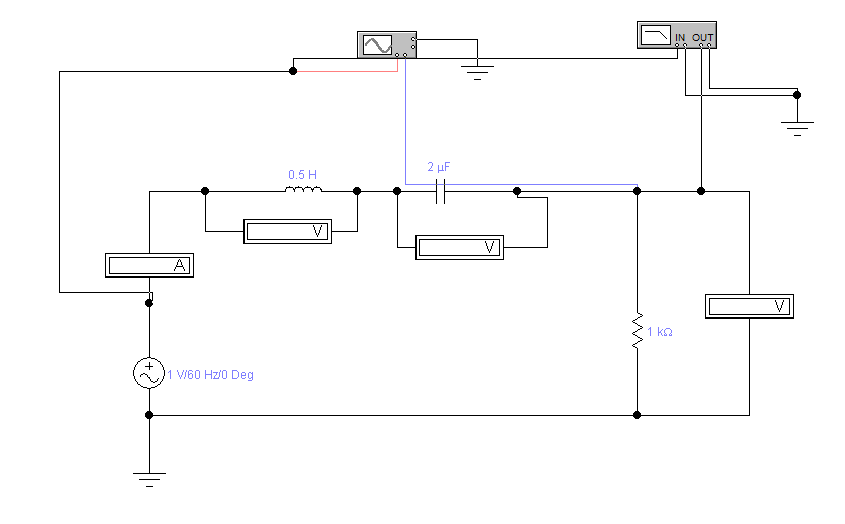 IN OUT
0.5 H
2 µF
V
V
A
V
1 kΩ
1 V/60 Hz/0 Deg